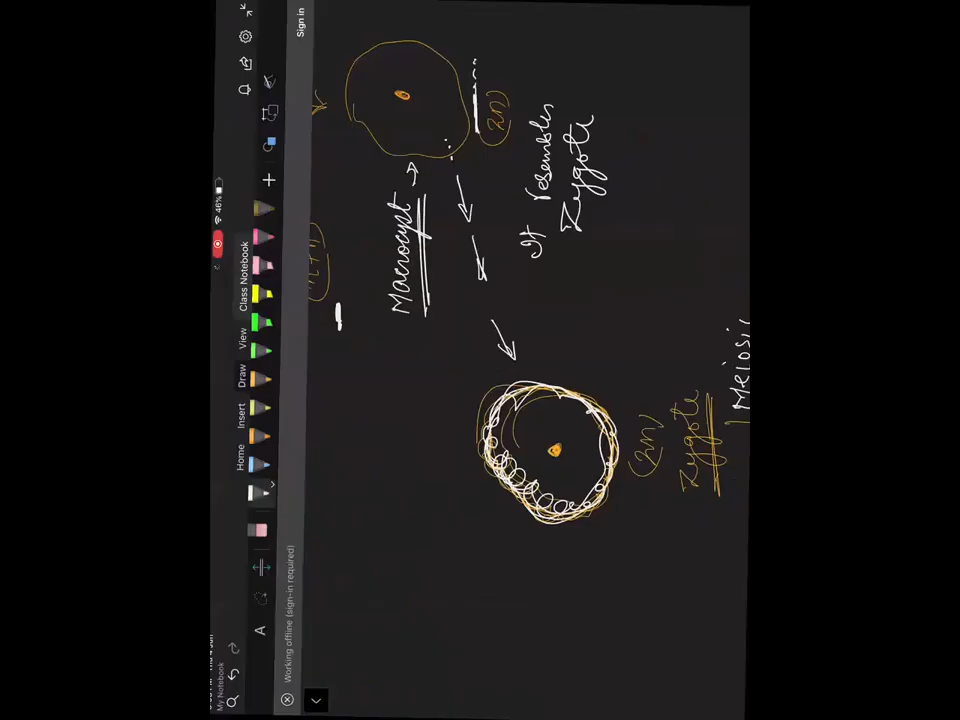 Sign in
Home
Insert
Draw
View
Class Notebook
46%
My Notebook
A
Working offline (sign-in required)
(2n)
Macrocyst →
It resembles
Zygote
(2n)
Zygote